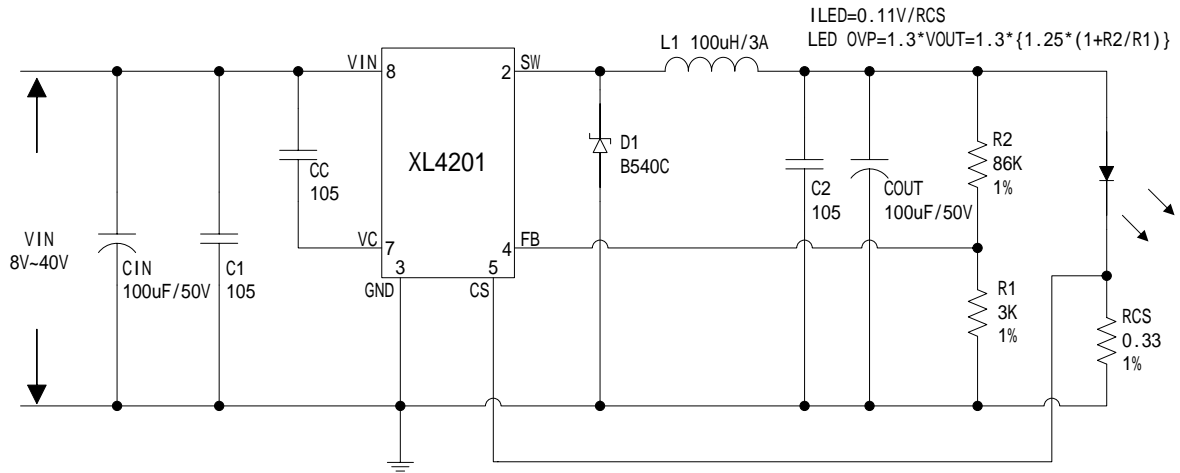 ILED=0.11V/RCS
LED OVP=1.3*VOUT=1.3*{1.25*(1+R2/R1)}
L1 100uH/3A
VIN
8
2
SW
XL4201
CC
105
D1
B540C
C2
105
COUT
100uF/50V
R2
86K
1%
VIN
8V~40V
CIN
100uF/50V
C1
105
VC
7
4
FB
3
5
GND
CS
R1
3K
1%
RCS
0.33
1%